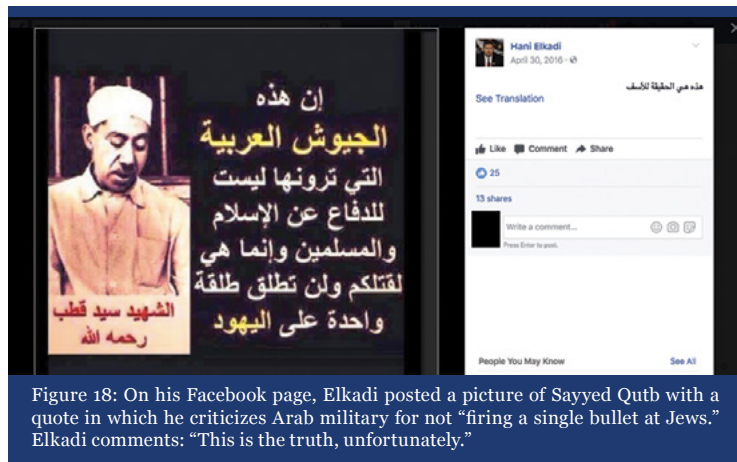 إن هذه
الجيوش العربية
التي ترونها ليست
للدفاع عن الإسلام
والمسلمين وإنما هي
لقتلكم ولن تطلق طلقة
واحدة على اليهود
الشهيد سيد قطب
رحمه الله
Hani Elkadi
April 30, 2016 ·
هذه هي الحقيقة للأسف
See Translation
Like Comment Share
25
13 shares
Write a comment...
Press Enter to post.
People You May Know See All
Figure 18: On his Facebook page, Elkadi posted a picture of Sayyed Qutb with a
quote in which he criticizes Arab military for not “firing a single bullet at Jews.”
Elkadi comments: “This is the truth, unfortunately.”